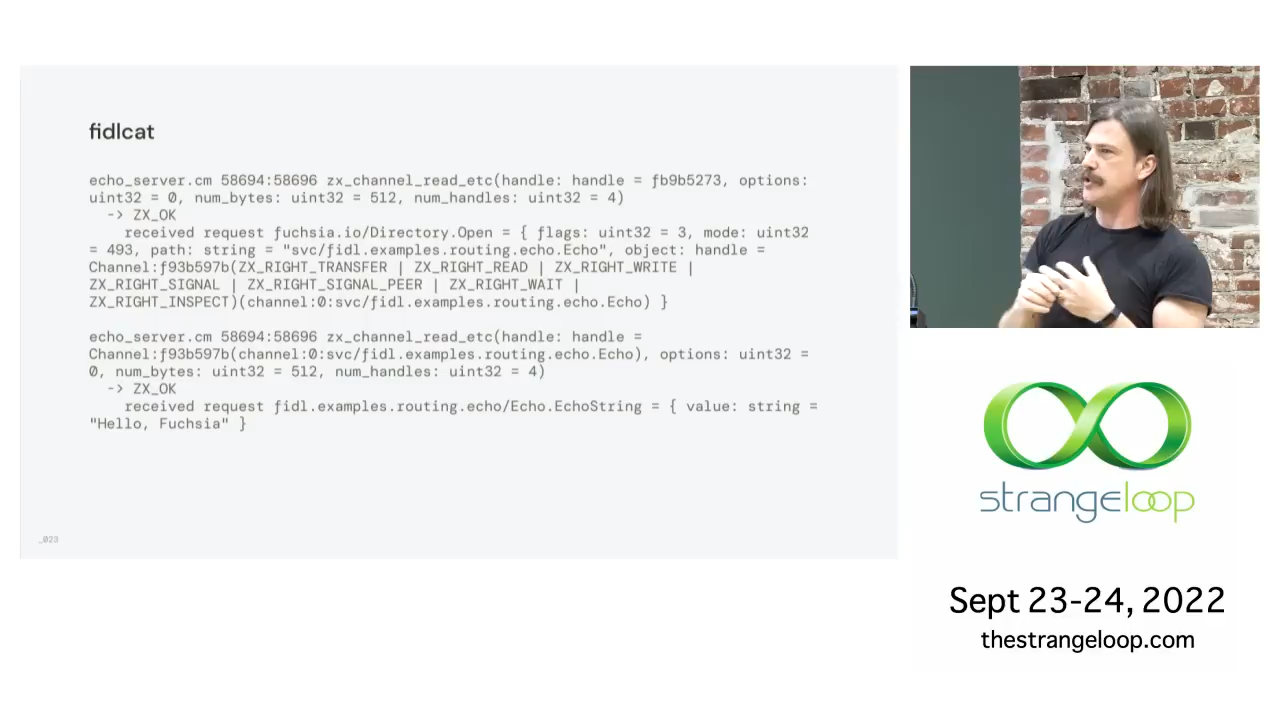 fidlcat
echo_server.cm 58694:58696 zx_channel_read_etc(handle: handle = fb9b5273, options:
uint32 = 0, num_bytes: uint32 = 512, num_handles: uint32 = 4)
-> ZX_OK
received request fuchsia.io/Directory.Open = { flags: uint32 = 3, mode: uint32
= 493, path: string = "svc/fidl.examples.routing.echo.Echo", object: handle =
Channel:f93b597b(ZX_RIGHT_TRANSFER | ZX_RIGHT_READ | ZX_RIGHT_WRITE |
ZX_RIGHT_SIGNAL | ZX_RIGHT_SIGNAL_PEER | ZX_RIGHT_WAIT |
ZX_RIGHT_INSPECT)(channel:0:svc/fidl.examples.routing.echo.Echo) }
echo_server.cm 58694:58696 zx_channel_read_etc(handle: handle =
Channel:f93b597b(channel:0:svc/fidl.examples.routing.echo.Echo), options: uint32 =
0, num_bytes: uint32 = 512, num_handles: uint32 = 4)
-> ZX_OK
received request fidl.examples.routing.echo/Echo.EchoString = { value: string =
"Hello, Fuchsia" }
_023
strangeloop
Sept 23-24, 2022
thestrangeloop.com